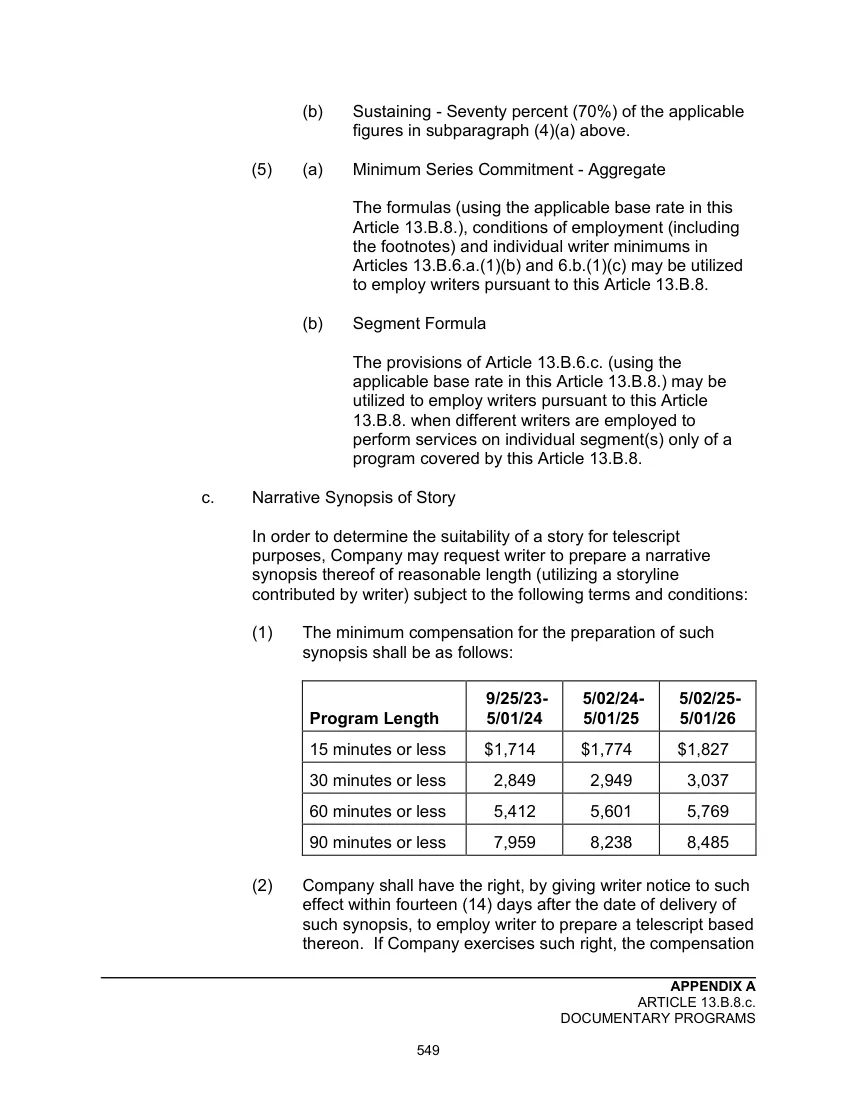 (b) Sustaining - Seventy percent (70%) of the applicable
figures in subparagraph (4)(a) above.
(5) (a) Minimum Series Commitment - Aggregate
The formulas (using the applicable base rate in this
Article 13.B.8.), conditions of employment (including
the footnotes) and individual writer minimums in
Articles 13.B.6.a.(1)(b) and 6.b.(1)(c) may be utilized
to employ writers pursuant to this Article 13.B.8.
(b) Segment Formula
The provisions of Article 13.B.6.c. (using the
applicable base rate in this Article 13.B.8.) may be
utilized to employ writers pursuant to this Article
13.B.8. when different writers are employed to
perform services on individual segment(s) only of a
program covered by this Article 13.B.8.
c. Narrative Synopsis of Story
In order to determine the suitability of a story for telescript
purposes, Company may request writer to prepare a narrative
synopsis thereof of reasonable length (utilizing a storyline
contributed by writer) subject to the following terms and conditions:
(1) The minimum compensation for the preparation of such
synopsis shall be as follows:
9/25/23- 5/02/24- 5/02/25-
Program Length 5/01/24 5/01/25 5/01/26
15 minutes or less $1,714 $1,774 $1,827
30 minutes or less 2,849 2,949 3,037
60 minutes or less 5,412 5,601 5,769
90 minutes or less 7,959 8,238 8,485
(2) Company shall have the right, by giving writer notice to such
effect within fourteen (14) days after the date of delivery of
such synopsis, to employ writer to prepare a telescript based
thereon. If Company exercises such right, the compensation
APPENDIX A
ARTICLE 13.B.8.c.
DOCUMENTARY PROGRAMS
549